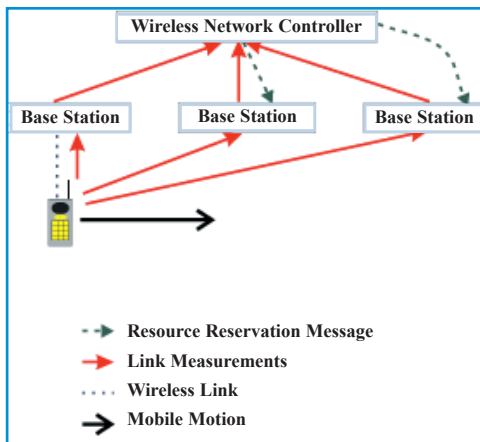 Wireless Network Controller
Base Station
Base Station
Base Station
Resource Reservation Message
Link Measurements
Wireless Link
Mobile Motion